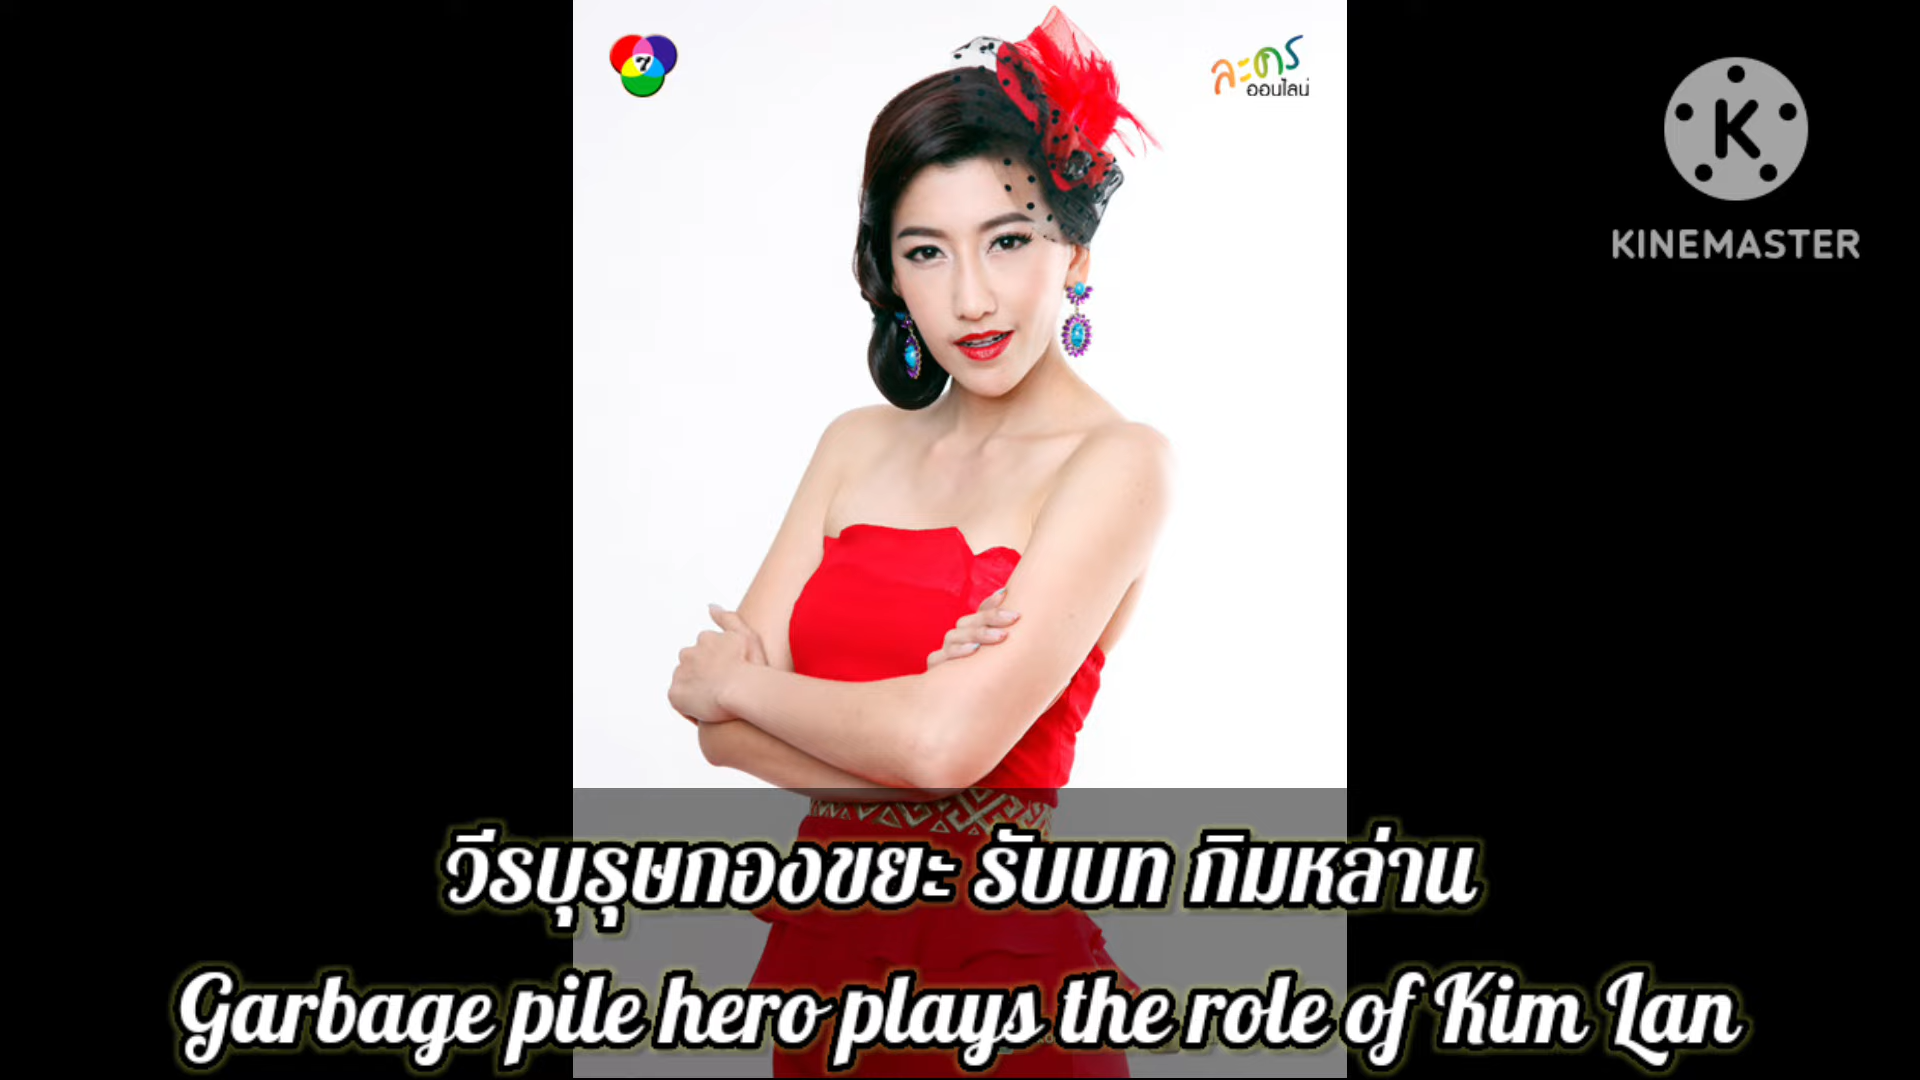 7
ละคร
ออนไลน์
K
KINEMASTER
วีรบุรุษกองขยะ รับบท กิมหล่าน
Garbage pile hero plays the role of Kim Lan